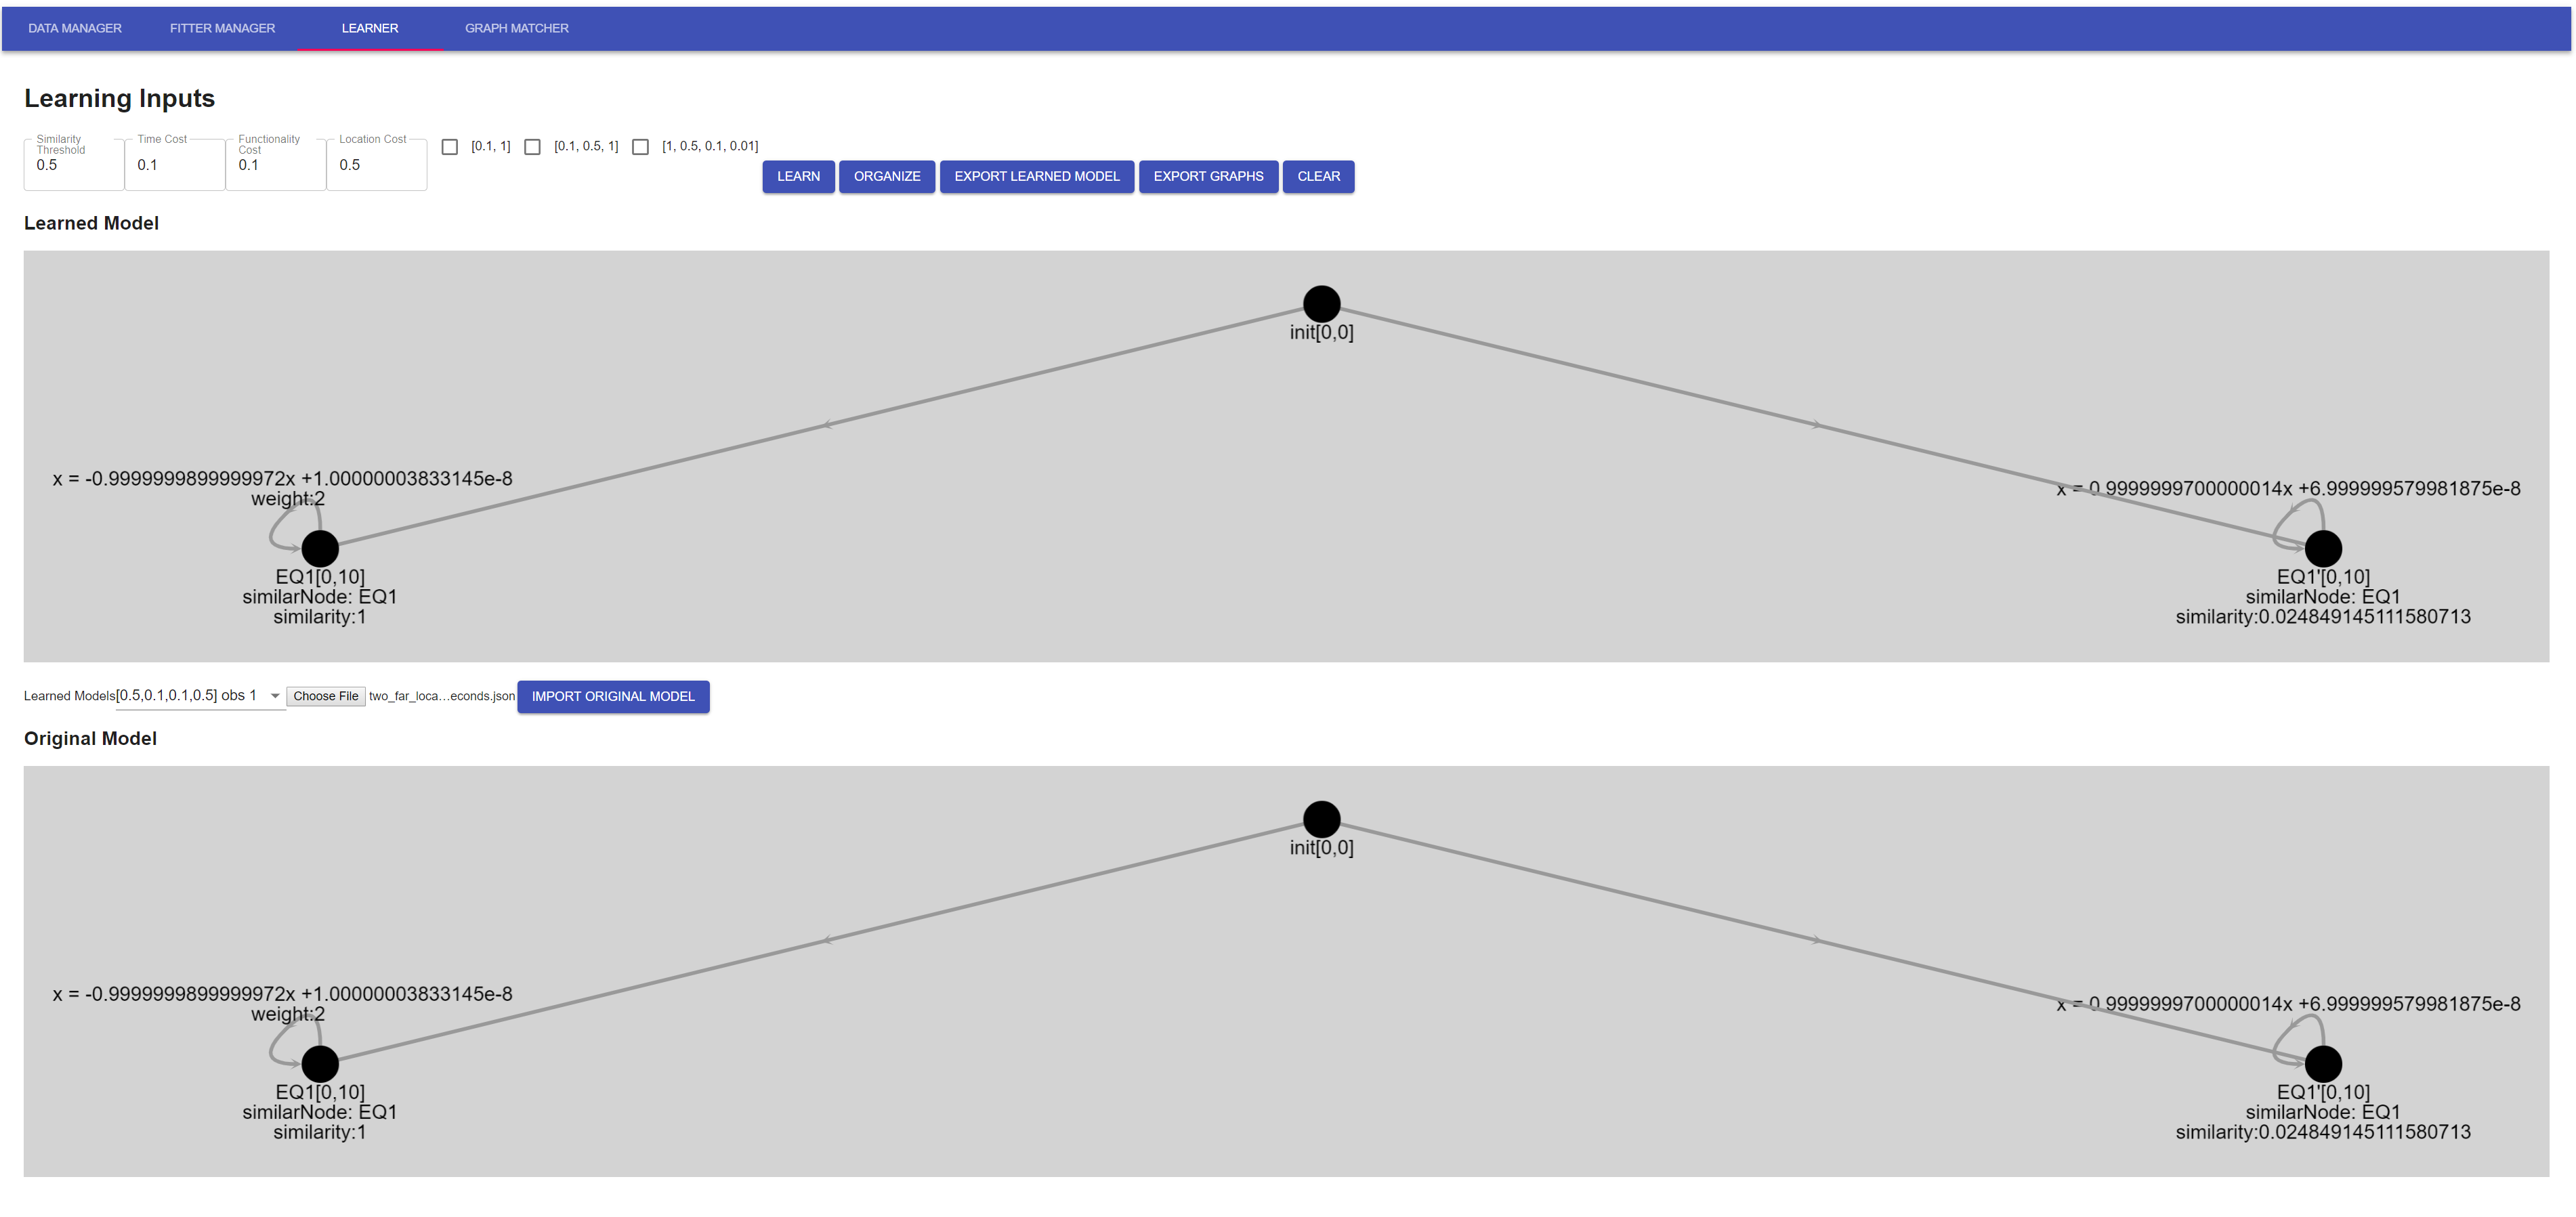 DATA MANAGER FITTER MANAGER LEARNER GRAPH MATCHER
Learning Inputs
Similarity Threshold Time Cost Functionality Cost Location Cost
0.5 0.1 0.1 0.5
[0.1, 1] [0.1, 0.5, 1] [1, 0.5, 0.1, 0.01]
LEARN ORGANIZE EXPORT LEARNED MODEL EXPORT GRAPHS CLEAR
Learned Model
init[0,0]
x = -0.9999999899999972x +1.00000003833145e-8
weight:2
x = 0.9999999700000014x +6.999999579981875e-8
EQ1[0,10]
similarNode: EQ1
similarity:1
EQ1'[0,10]
similarNode: EQ1
similarity:0.024849145111580713
Learned Models[0.5,0.1,0.1,0.5] obs 1 Choose File two_far_loca...econds.json IMPORT ORIGINAL MODEL
Original Model
init[0,0]
x = -0.9999999899999972x +1.00000003833145e-8
weight:2
x = 0.9999999700000014x +6.999999579981875e-8
EQ1[0,10]
similarNode: EQ1
similarity:1
EQ1'[0,10]
similarNode: EQ1
similarity:0.024849145111580713